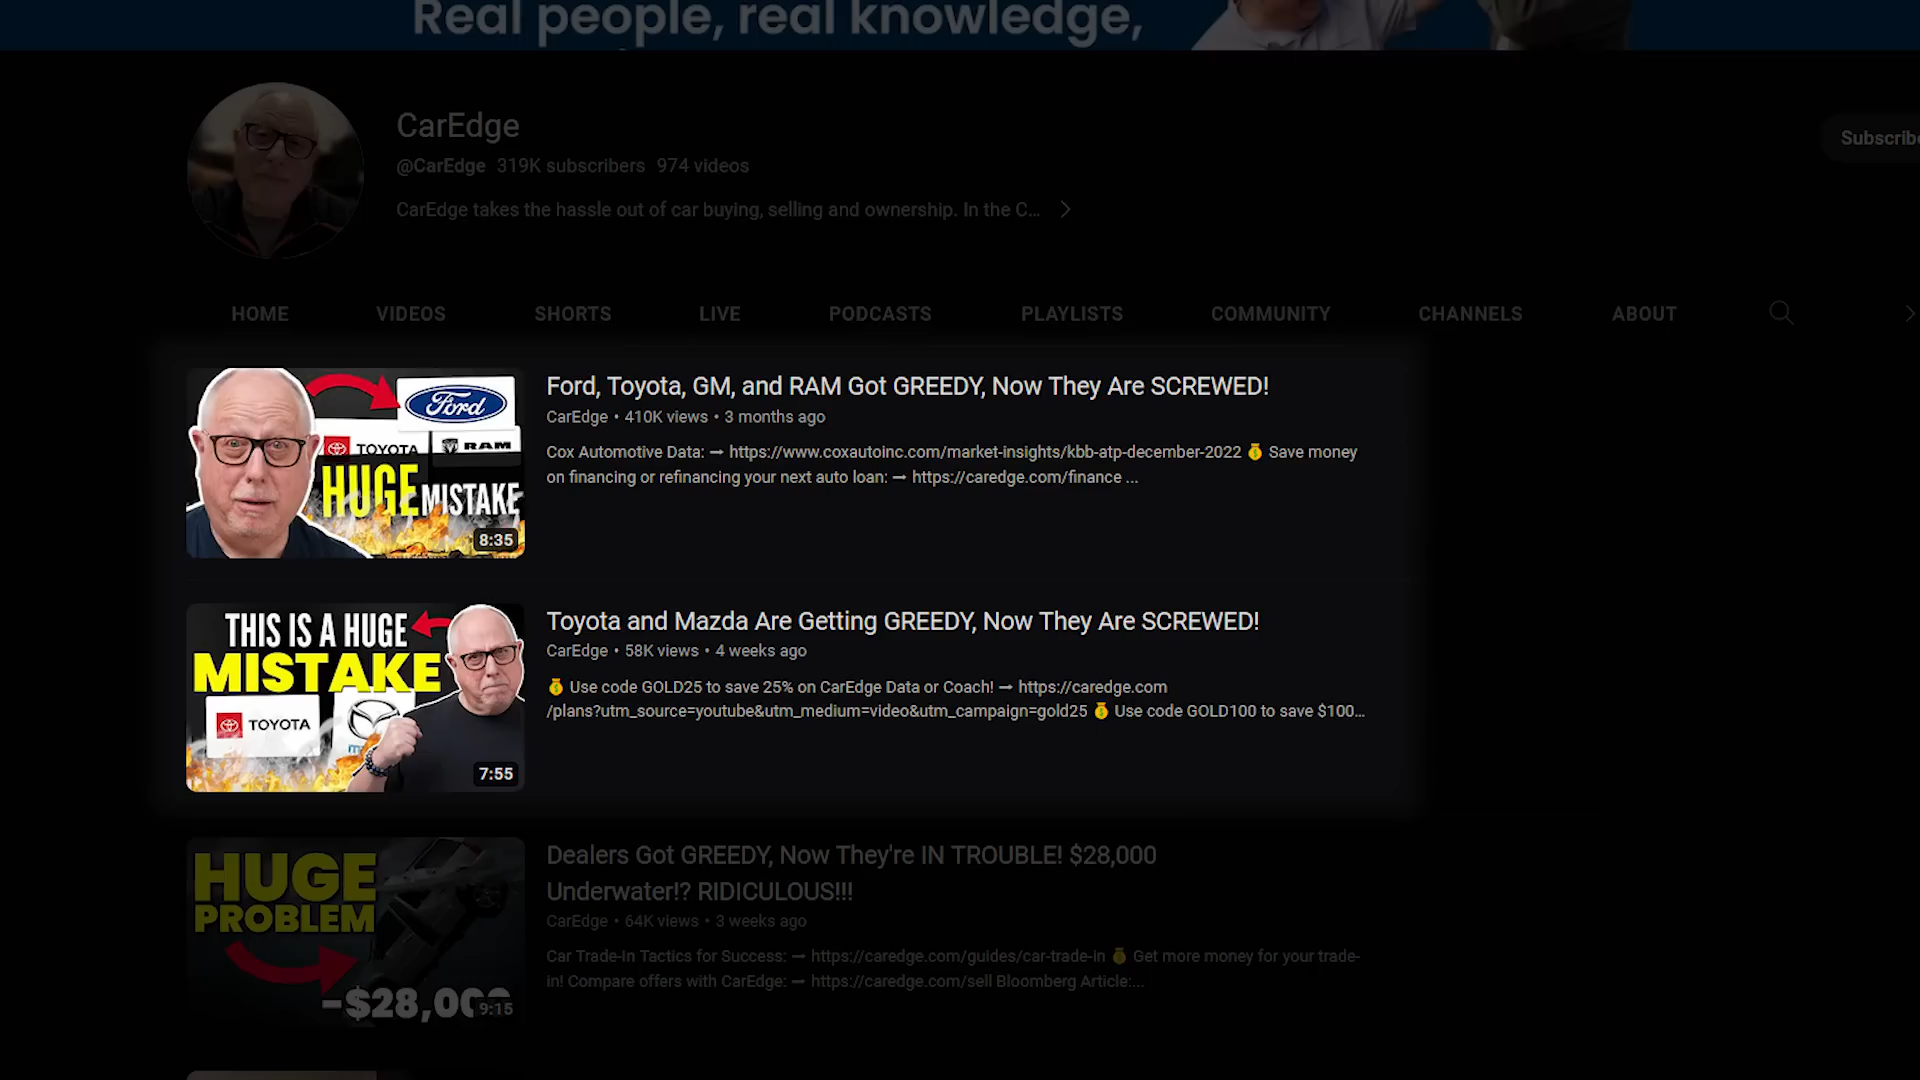 Real people, real knowledge,
CarEdge
@CarEdge 319K subscribers 974 videos
Subscribe
CarEdge takes the hassle out of car buying, selling and ownership. In the C...
HOME VIDEOS SHORTS LIVE PODCASTS PLAYLISTS COMMUNITY CHANNELS ABOUT
Ford
TOYOTA RAM
HUGE MISTAKE
8:35
Ford, Toyota, GM, and RAM Got GREEDY, Now They Are SCREWED!
CarEdge • 410K views • 3 months ago
Cox Automotive Data: ➞ https://www.coxautoinc.com/market-insights/kbb-atp-december-2022 💰 Save money
on financing or refinancing your next auto loan: ➞ https://caredge.com/finance ...
THIS IS A HUGE
MISTAKE
TOYOTA
7:55
Toyota and Mazda Are Getting GREEDY, Now They Are SCREWED!
CarEdge • 58K views • 4 weeks ago
💰 Use code GOLD25 to save 25% on CarEdge Data or Coach! ➞ https://caredge.com
/plans?utm_source=youtube&utm_medium=video&utm_campaign=gold25 💰 Use code GOLD100 to save $100...
HUGE
PROBLEM
-$28,000
9:15
Dealers Got GREEDY, Now They're IN TROUBLE! $28,000
Underwater!? RIDICULOUS!!!
CarEdge • 64K views • 3 weeks ago
Car Trade-In Tactics for Success: ➞ https://caredge.com/guides/car-trade-in 💰 Get more money for your trade-
in! Compare offers with CarEdge: ➞ https://caredge.com/sell Bloomberg Article:...